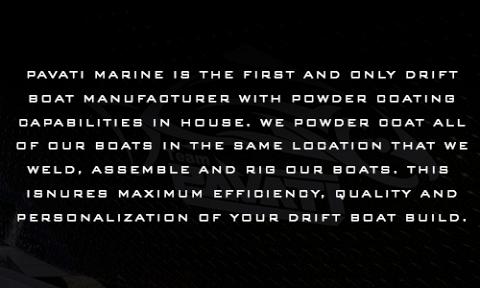 PAVATI MARINE IS THE FIRST AND ONLY DRIFT
BOAT MANUFACTURER WITH POWDER COATING
CAPABILITIES IN HOUSE. WE POWDER COAT ALL
OF OUR BOATS IN THE SAME LOCATION THAT WE
WELD, ASSEMBLE AND RIG OUR BOATS. THIS
ISNURES MAXIMUM EFFICIENCY, QUALITY AND
PERSONALIZATION OF YOUR DRIFT BOAT BUILD.